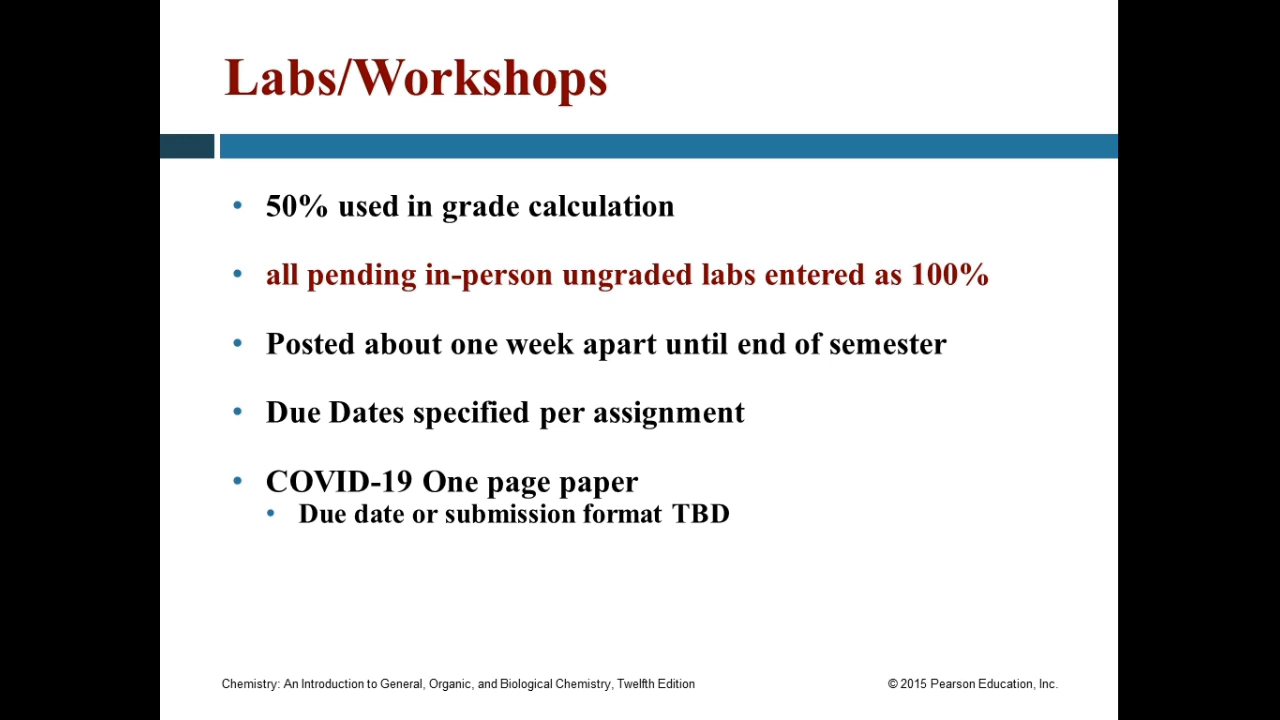 Labs/Workshops
• 50% used in grade calculation
• all pending in-person ungraded labs entered as 100%
• Posted about one week apart until end of semester
• Due Dates specified per assignment
• COVID-19 One page paper
• Due date or submission format TBD
Chemistry: An Introduction to General, Organic, and Biological Chemistry, Twelfth Edition
© 2015 Pearson Education, Inc.